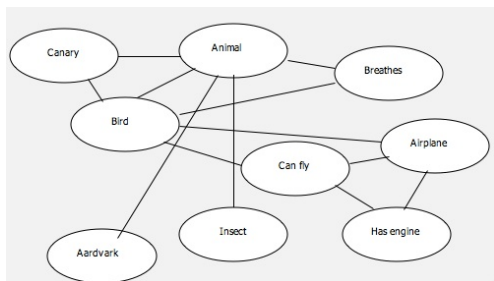 Canary
Animal
Breathes
Bird
Airplane
Can fly
Insect
Has engine
Aardvark